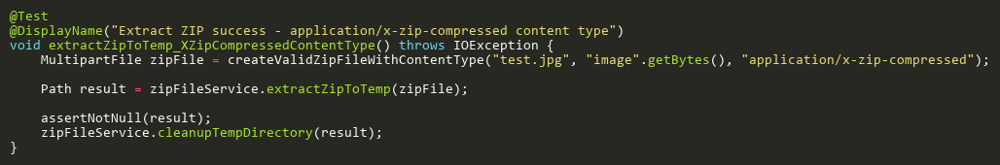 @Test
@DisplayName("Extract ZIP success - application/x-zip-compressed content type")
void extractZipToTemp_XZipCompressedContentType() throws IOException {
    MultipartFile zipFile = createValidZipFileWithContentType("test.jpg", "image".getBytes(), "application/x-zip-compressed");

    Path result = zipFileService.extractZipToTemp(zipFile);

    assertNotNull(result);
    zipFileService.cleanupTempDirectory(result);
}